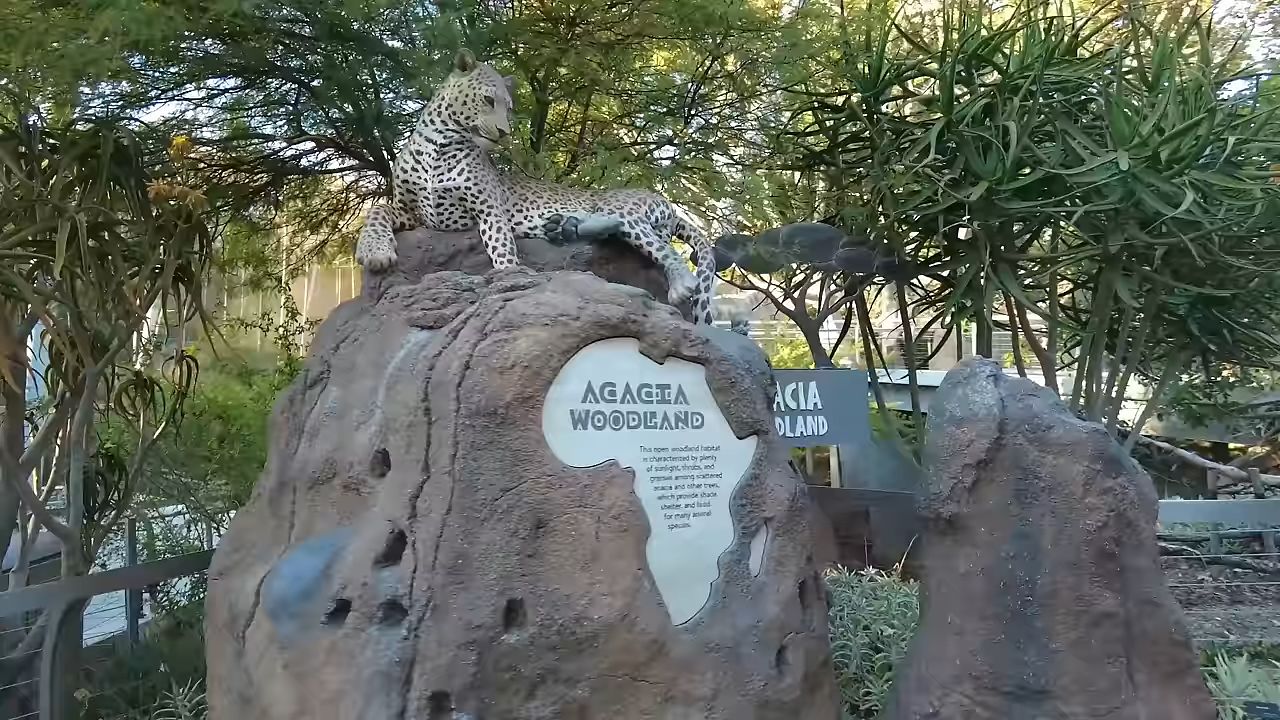 ACACIA
WOODLAND
This open woodland habitat
is characterized by plenty
of sunlight, shrubs, and
grasses among scattered
acacia and other trees,
which provide shade,
shelter, and food
for many animal
species.
ACIA
DLAND